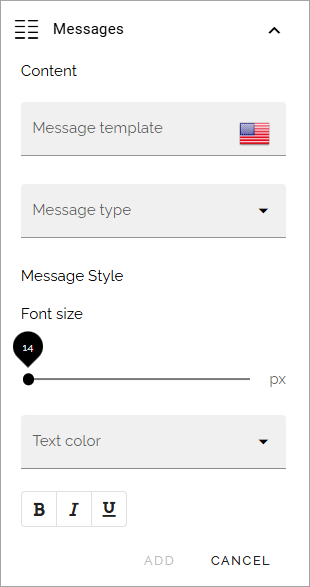 Messages
Content
Message template
Message type
Message Style
Font size
14
px
Text color
B I U
ADD CANCEL